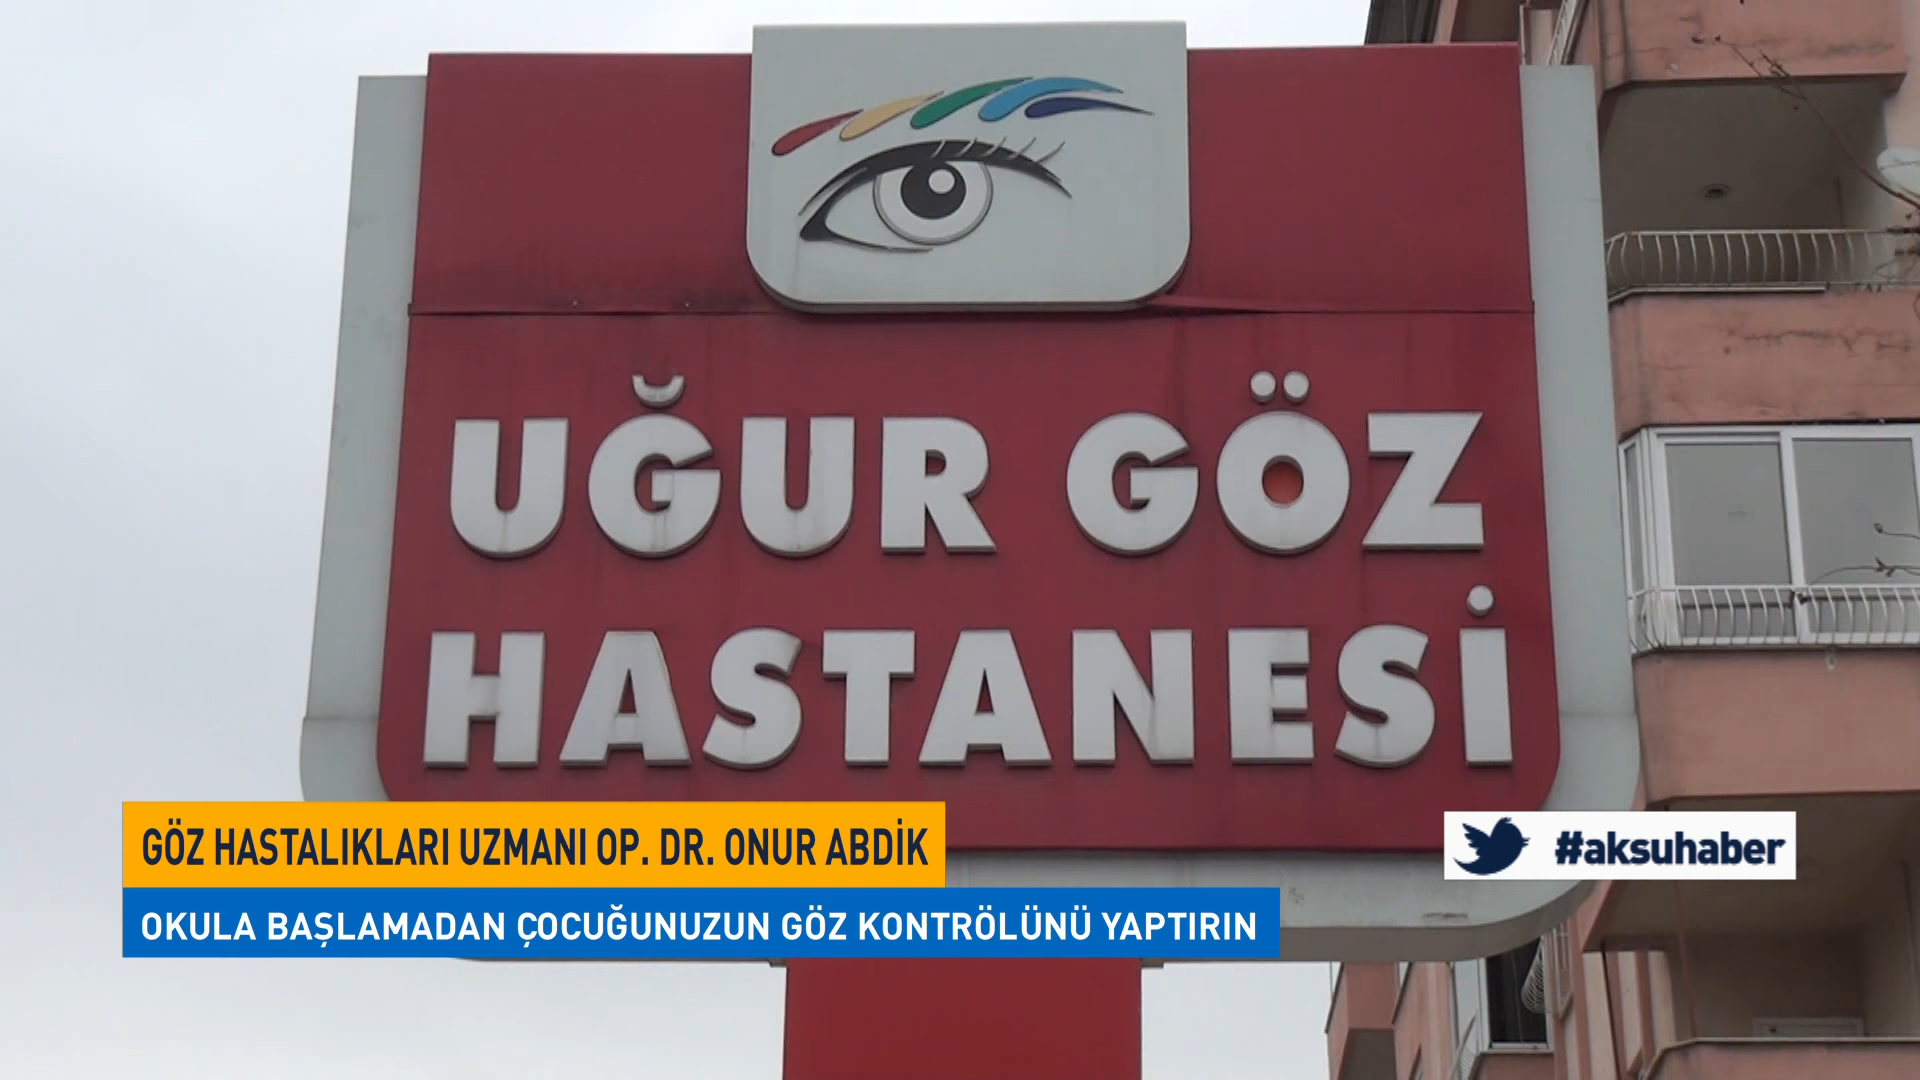 UĞUR GÖZ
HASTANESİ
GÖZ HASTALIKLARI UZMANI OP. DR. ONUR ABDİK
#aksuhaber
OKULA BAŞLAMADAN ÇOCUĞUNUZUN GÖZ KONTRÖLÜNÜ YAPTIRIN